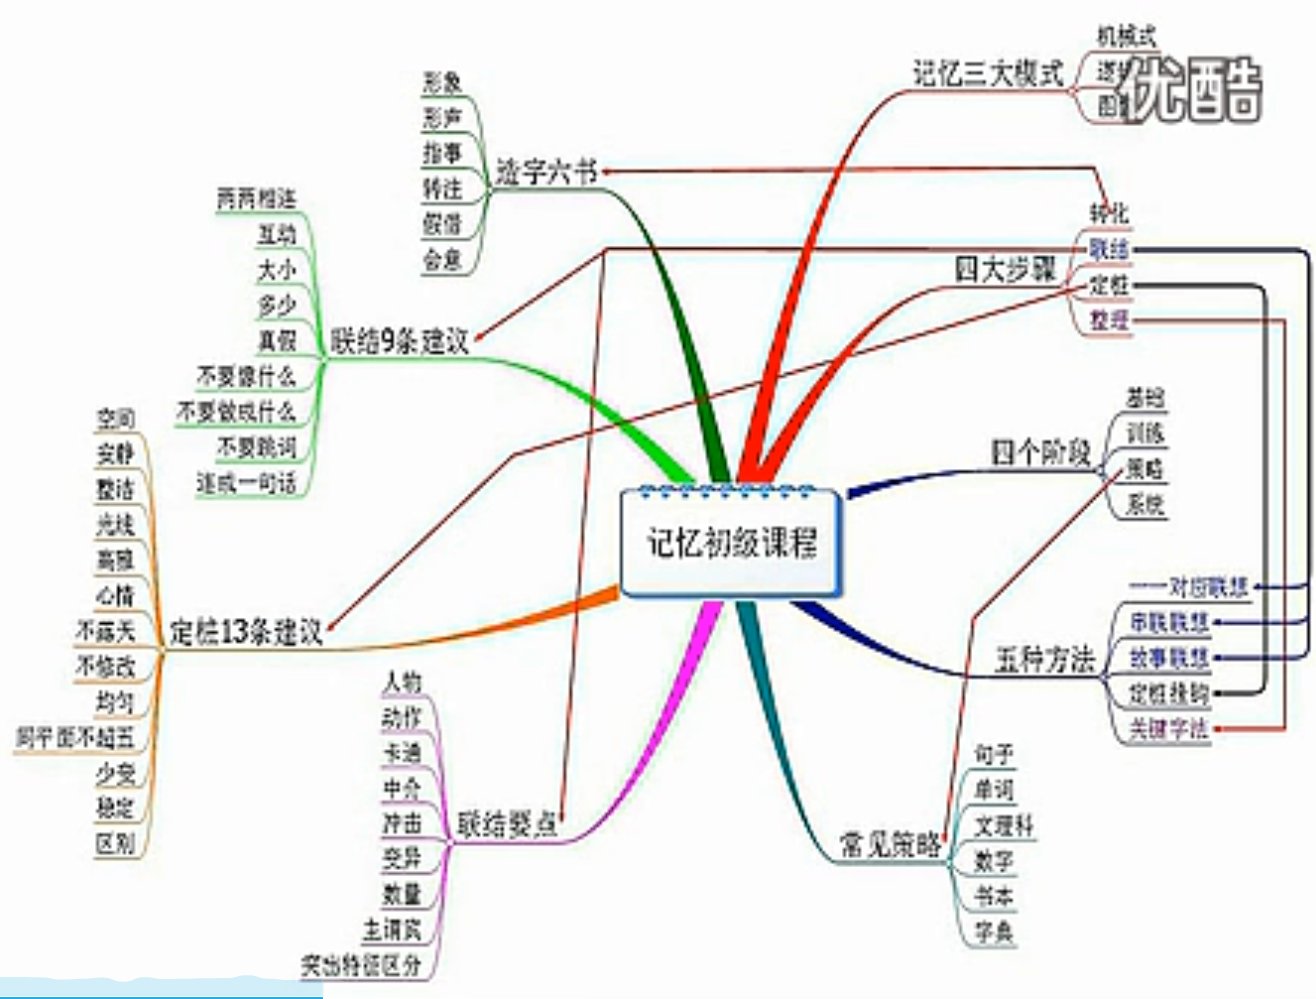 记忆初级课程
记忆三大模式
机械式
优酷
四大步骤
转化
联结
定桩
整理
四个阶段
基础
训练
策略
系统
五种方法
一一对应联想
串联联想
故事联想
定桩挂钩
关键字法
常见策略
句子
单词
文理科
数字
书本
字典
联结要点
人物
动作
卡通
中介
冲击
变异
数量
主谓宾
突出特征区分
定桩13条建议
空间
安静
整洁
光线
高雅
心情
不露天
不修改
均匀
同平面不超五
少变
稳定
区别
联结9条建议
两两相连
互动
大小
多少
真假
不要像什么
不要做成什么
不要跳词
连成一句话
造字六书
形象
形声
指事
转注
假借
会意